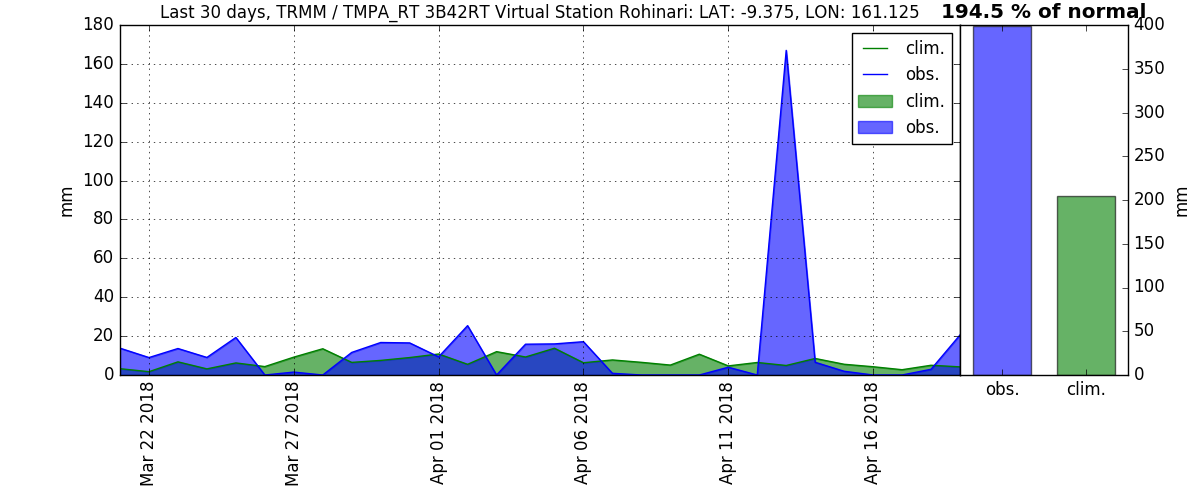 Last 30 days, TRMM / TMPA_RT 3B42RT Virtual Station Rohinari: LAT: -9.375, LON: 161.125
194.5 % of normal
180
160
140
120
100
80
60
40
20
0
mm
clim.
obs.
clim.
obs.
Mar 22 2018
Mar 27 2018
Apr 01 2018
Apr 06 2018
Apr 11 2018
Apr 16 2018
400
350
300
250
200
150
100
50
0
mm
obs.
clim.